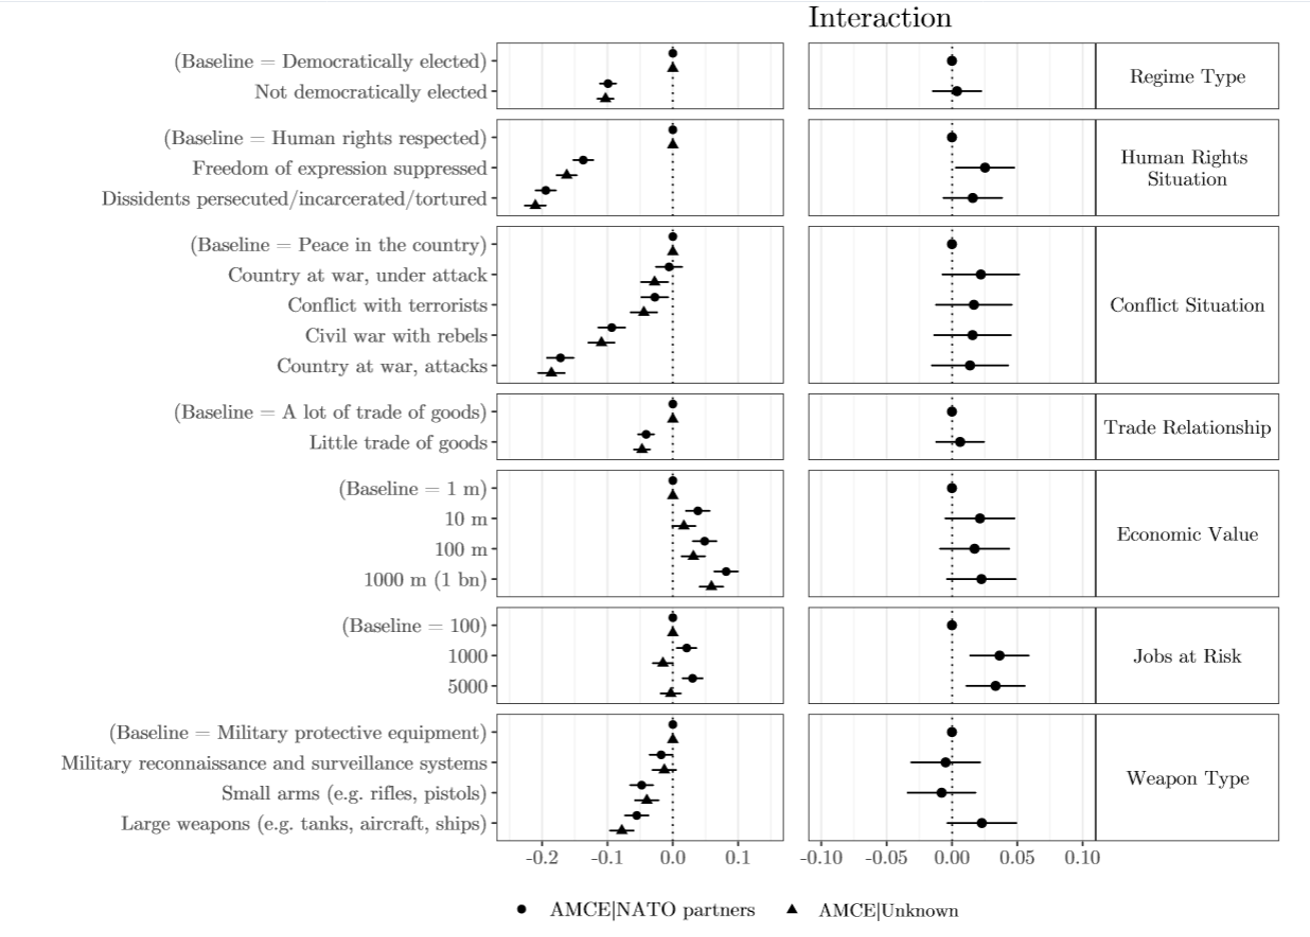 Interaction
(Baseline = Democratically elected)
Not democratically elected
Regime Type
(Baseline = Human rights respected)
Freedom of expression suppressed
Dissidents persecuted/incarcerated/tortured
Human Rights
Situation
(Baseline = Peace in the country)
Country at war, under attack
Conflict with terrorists
Civil war with rebels
Country at war, attacks
Conflict Situation
(Baseline = A lot of trade of goods)
Little trade of goods
Trade Relationship
(Baseline = 1 m)
10 m
100 m
1000 m (1 bn)
Economic Value
(Baseline = 100)
1000
5000
Jobs at Risk
(Baseline = Military protective equipment)
Military reconnaissance and surveillance systems
Small arms (e.g. rifles, pistols)
Large weapons (e.g. tanks, aircraft, ships)
Weapon Type
-0.2 -0.1 0.0 0.1
-0.10 -0.05 0.00 0.05 0.10
AMCE|NATO partners AMCE|Unknown